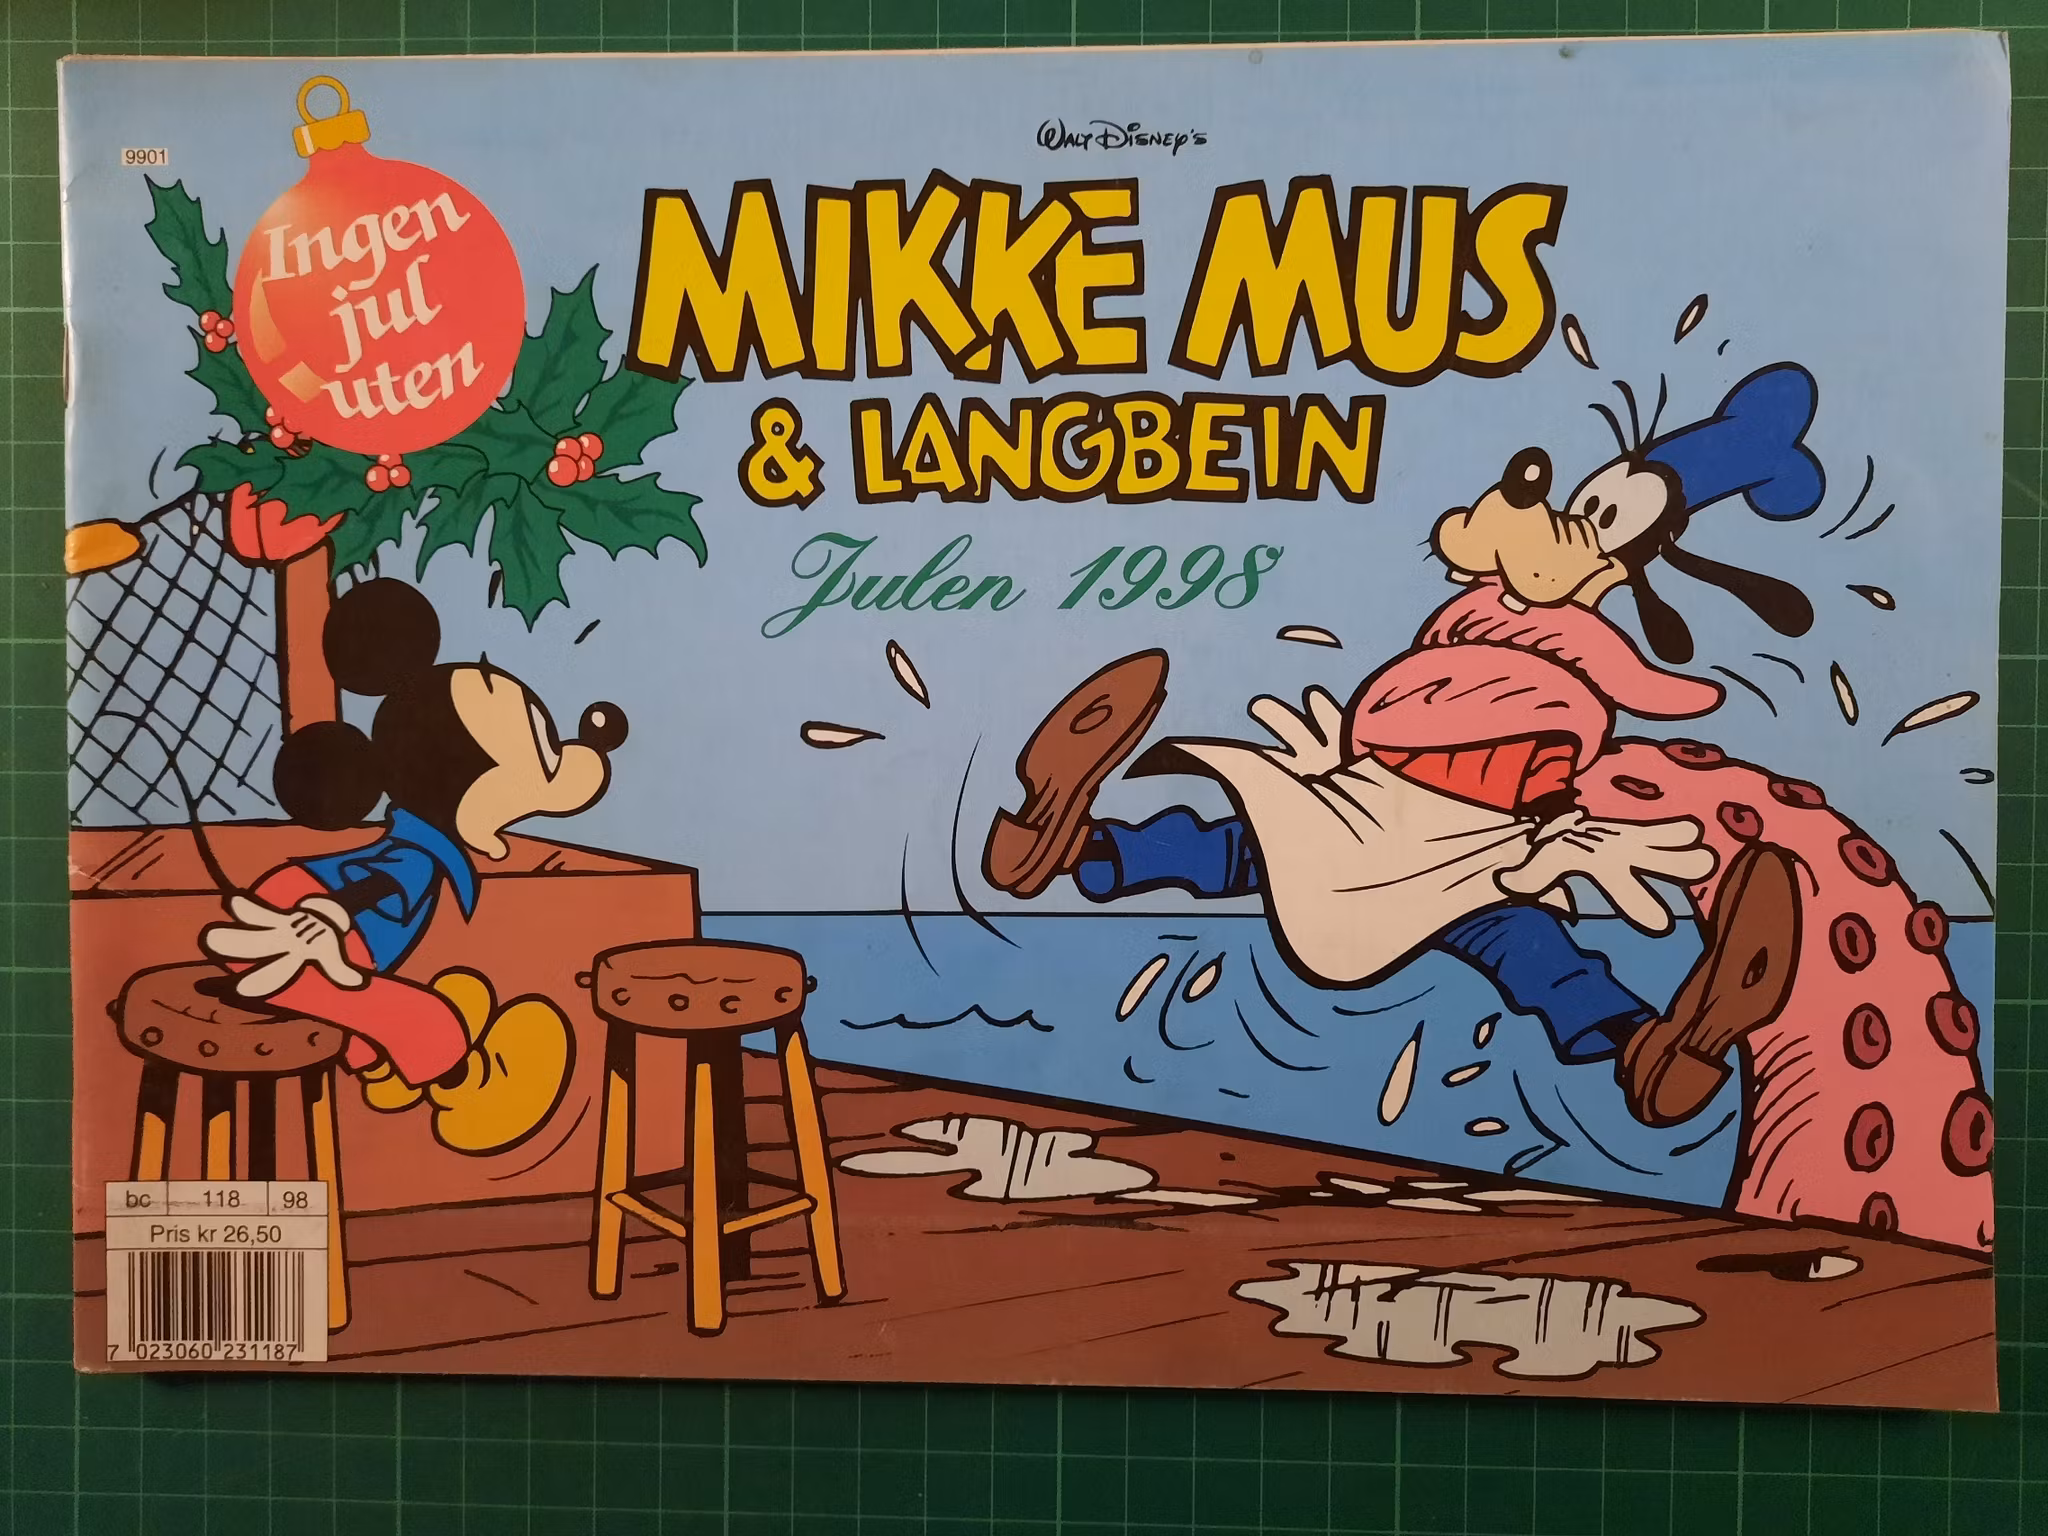 9901
Ingen
jul
uten
WALT DISNEY'S
MIKKE MUS
& LANGBEIN
Julen 1998
bc 118 98
Pris kr 26,50
7 023060 231187